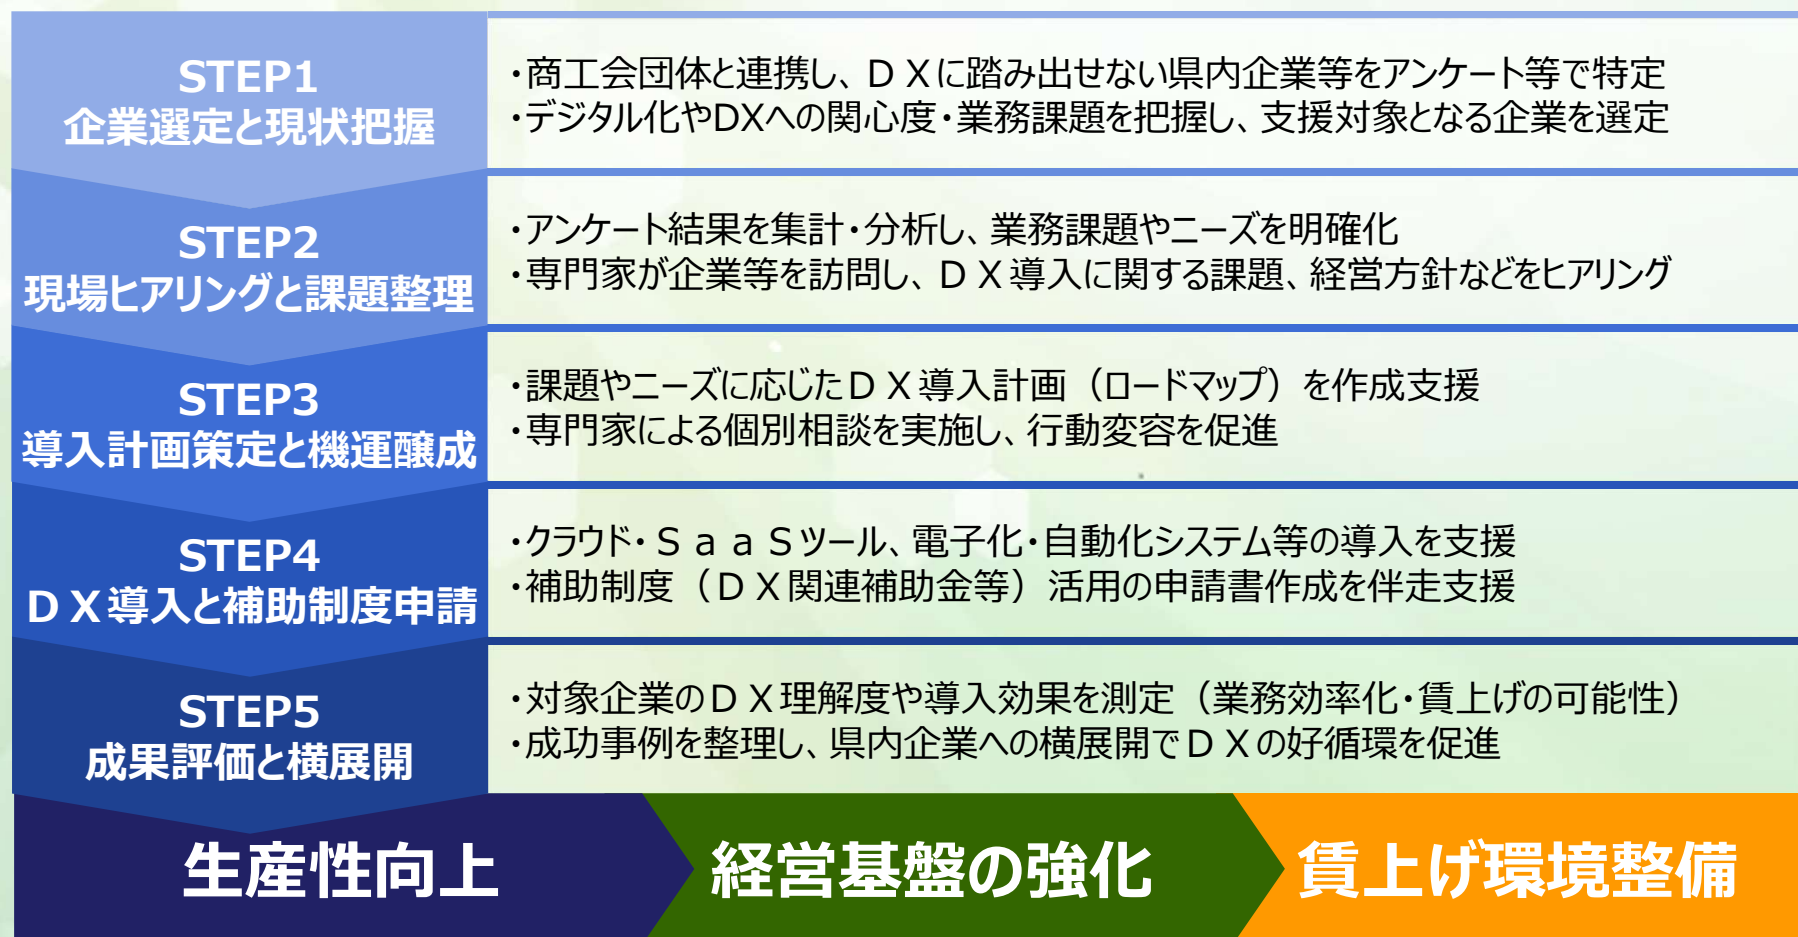 STEP1
企業選定と現状把握
・商工会団体と連携し、ＤＸに踏み出せない県内企業等をアンケート等で特定
・デジタル化やDXへの関心度・業務課題を把握し、支援対象となる企業を選定
STEP2
現場ヒアリングと課題整理
・アンケート結果を集計・分析し、業務課題やニーズを明確化
・専門家が企業等を訪問し、ＤＸ導入に関する課題、経営方針などをヒアリング
STEP3
導入計画策定と機運醸成
・課題やニーズに応じたＤＸ導入計画（ロードマップ）を作成支援
・専門家による個別相談を実施し、行動変容を促進
STEP4
ＤＸ導入と補助制度申請
・クラウド・ＳａａＳツール、電子化・自動化システム等の導入を支援
・補助制度（ＤＸ関連補助金等）活用の申請書作成を伴走支援
STEP5
成果評価と横展開
・対象企業のＤＸ理解度や導入効果を測定（業務効率化・賃上げの可能性）
・成功事例を整理し、県内企業への横展開でＤＸの好循環を促進
生産性向上
経営基盤の強化
賃上げ環境整備